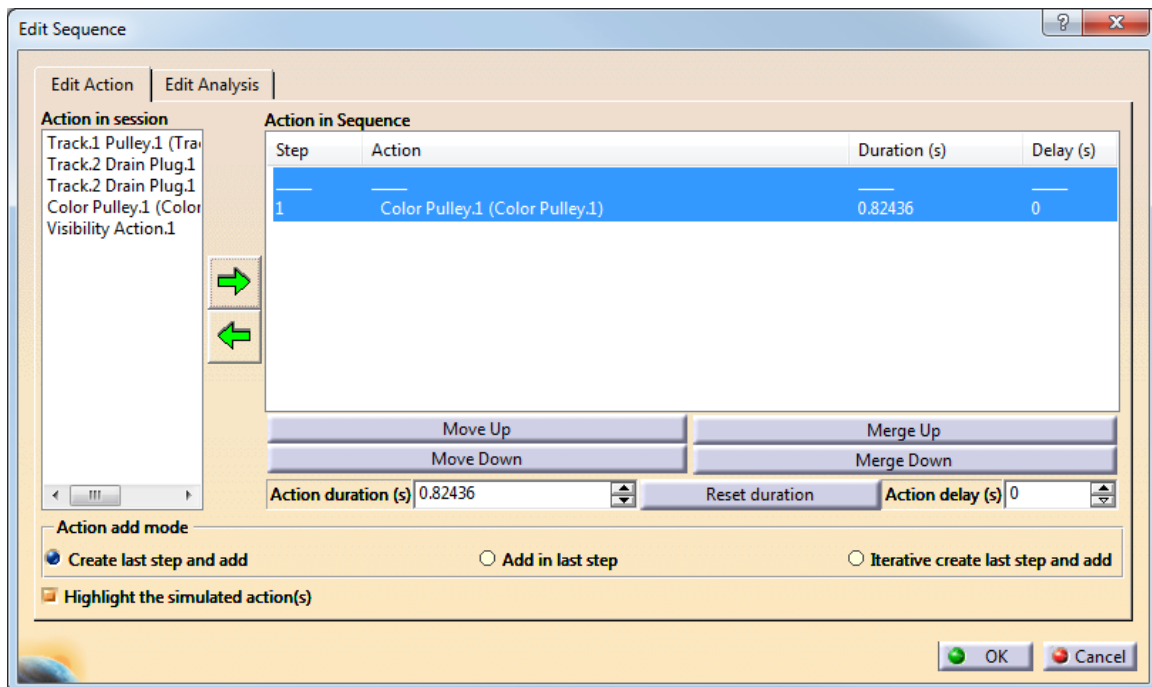 Edit Sequence
Edit Action
Edit Analysis
Action in session
Track.1 Pulley.1 (Tra
Track.2 Drain Plug.1
Track.2 Drain Plug.1
Color Pulley.1 (Color
Visibility Action.1
Action in Sequence
Step Action Duration (s) Delay (s)
1 Color Pulley.1 (Color Pulley.1) 0.82436 0
Move Up Merge Up
Move Down Merge Down
Action duration (s) 0.82436 Reset duration Action delay (s) 0
Action add mode
Create last step and add Add in last step Iterative create last step and add
Highlight the simulated action(s)
OK Cancel